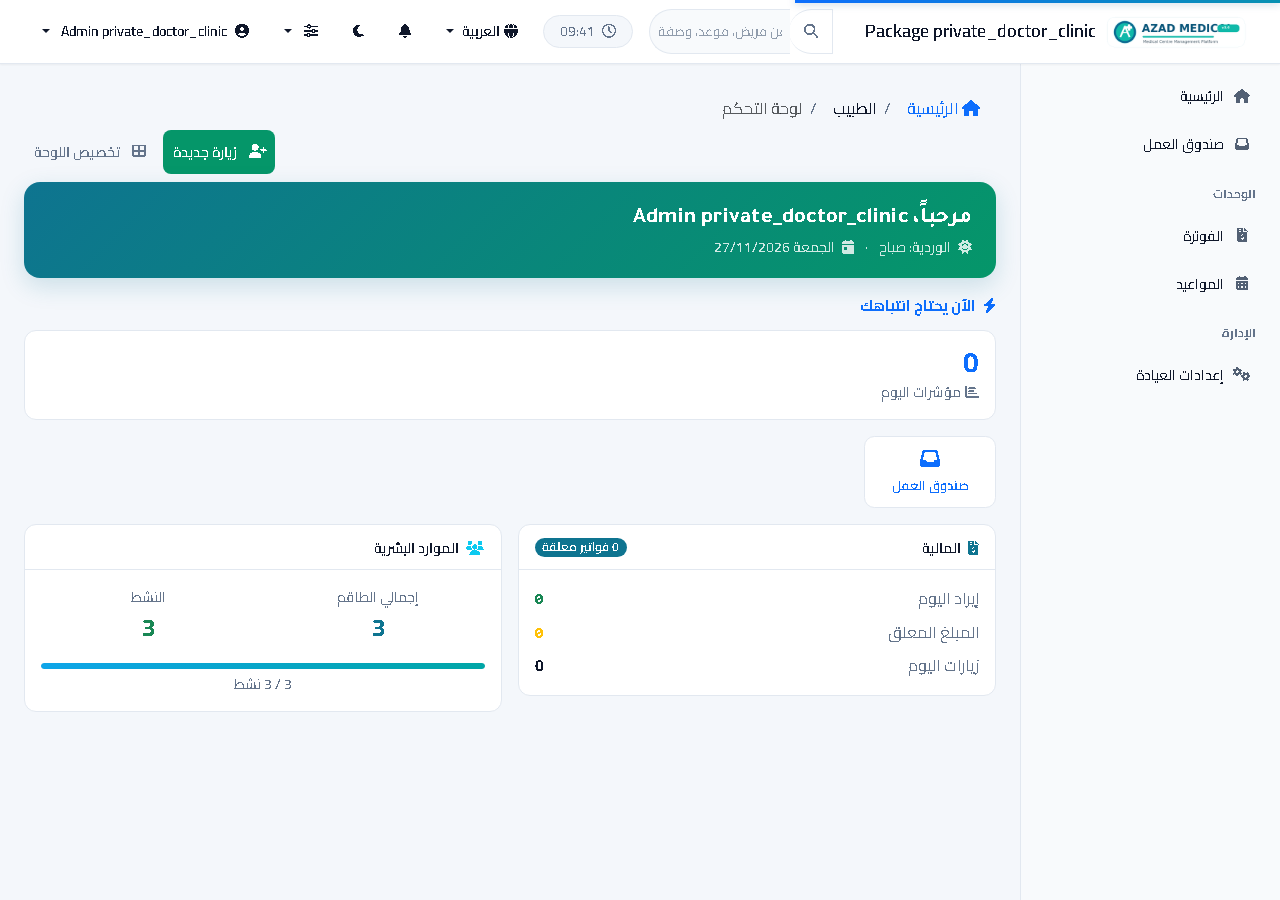 AZAD MEDIC
Medical Centre Management Platform
Package private_doctor_clinic
ن مريض، موعد، وصفة
09:41
العربية
Admin private_doctor_clinic
الرئيسية
صندوق العمل
الوحدات
الفوترة
المواعيد
الإدارة
إعدادات العيادة
الرئيسية / الطبيب / لوحة التحكم
زيارة جديدة
تخصيص اللوحة
مرحباً، Admin private_doctor_clinic
الوردية: صباح · الجمعة 27/11/2026
الآن يحتاج انتباهك
0
مؤشرات اليوم
صندوق العمل
المالية
0 فواتير معلقة
إيراد اليوم 0
المبلغ المعلق 0
زيارات اليوم 0
الموارد البشرية
إجمالي الطاقم
3
النشط
3
3 / 3 نشط